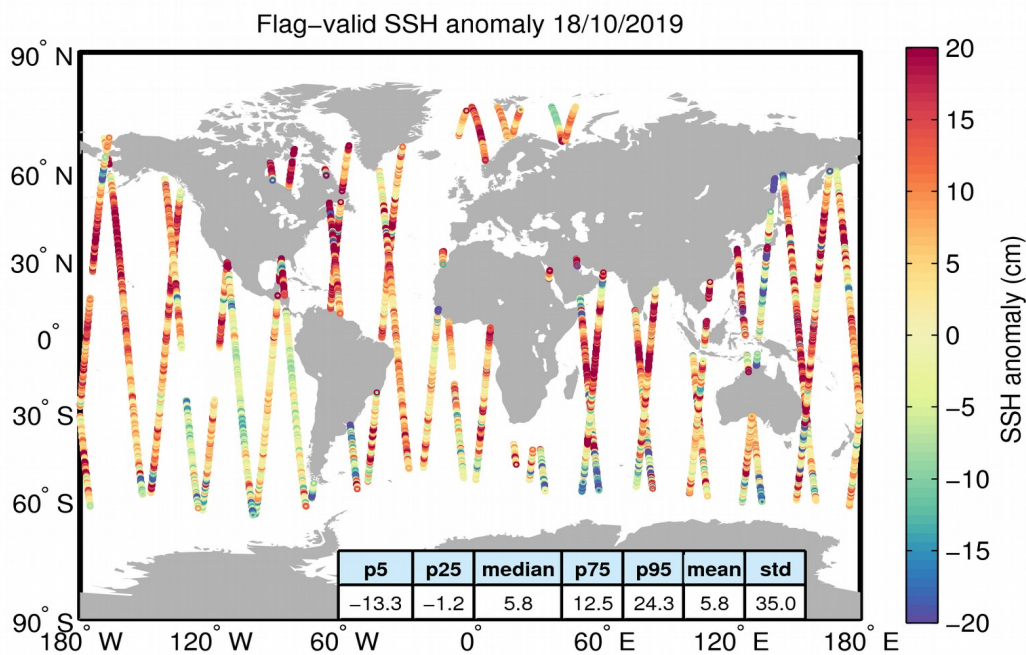 Flag−valid SSH anomaly 18/10/2019
90° N
60° N
30° N
0°
30° S
60° S
90° S
180° W
120° W
60° W
0°
60° E
120° E
180° E
p5 p25 median p75 p95 mean std
−13.3 −1.2 5.8 12.5 24.3 5.8 35.0
20
15
10
5
0
−5
−10
−15
−20
SSH anomaly (cm)